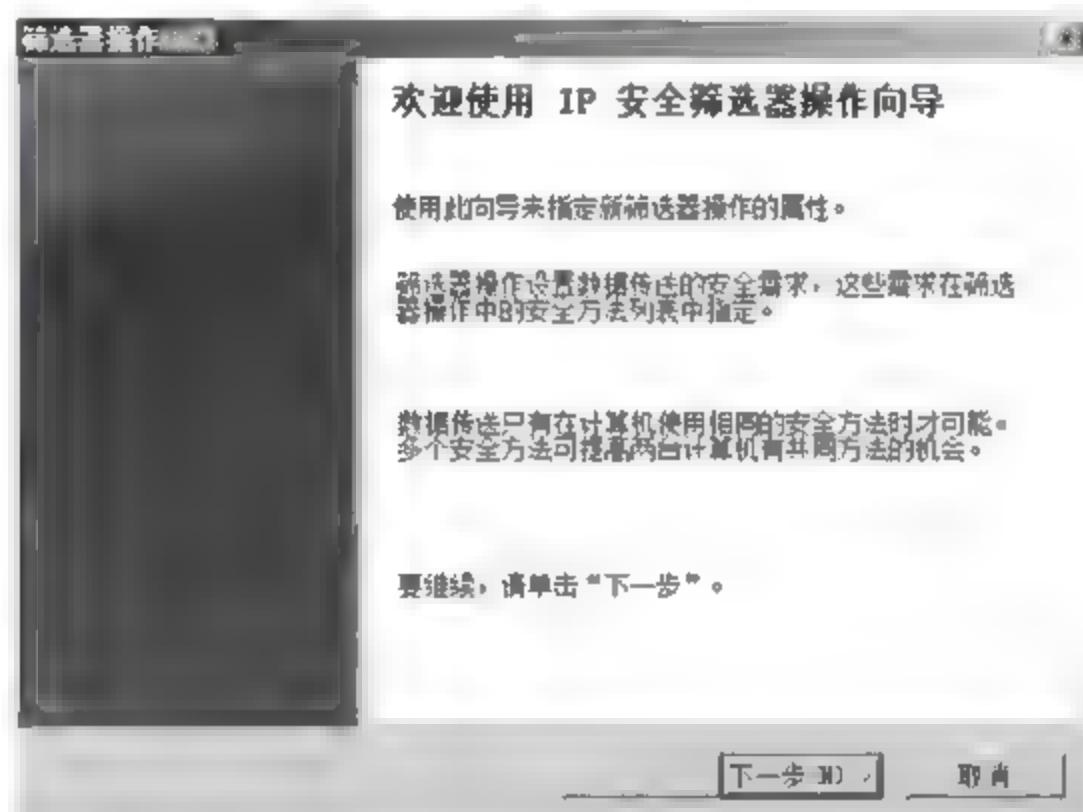 筛选器操作
欢迎使用 IP 安全筛选器操作向导
使用此向导来指定新筛选器操作的属性。
筛选器操作设置数据传送的安全需求，这些需求在筛选
器操作中的安全方法列表中指定。
数据传送只有在计算机使用相同的安全方法时才可能。
多个安全方法可提高两台计算机有共同方法的机会。
要继续，请单击“下一步”。
下一步(N)
取消